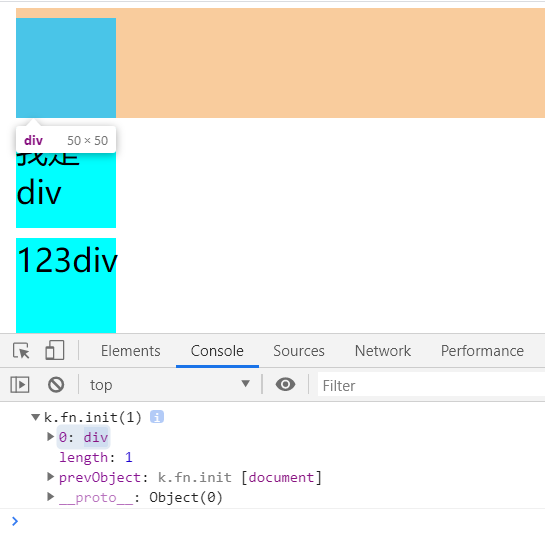 div 50 × 50
我是
div
123div
Elements Console Sources Network Performance
top Filter
k.fn.init(1) i
0: div
length: 1
prevObject: k.fn.init [document]
__proto__: Object(0)